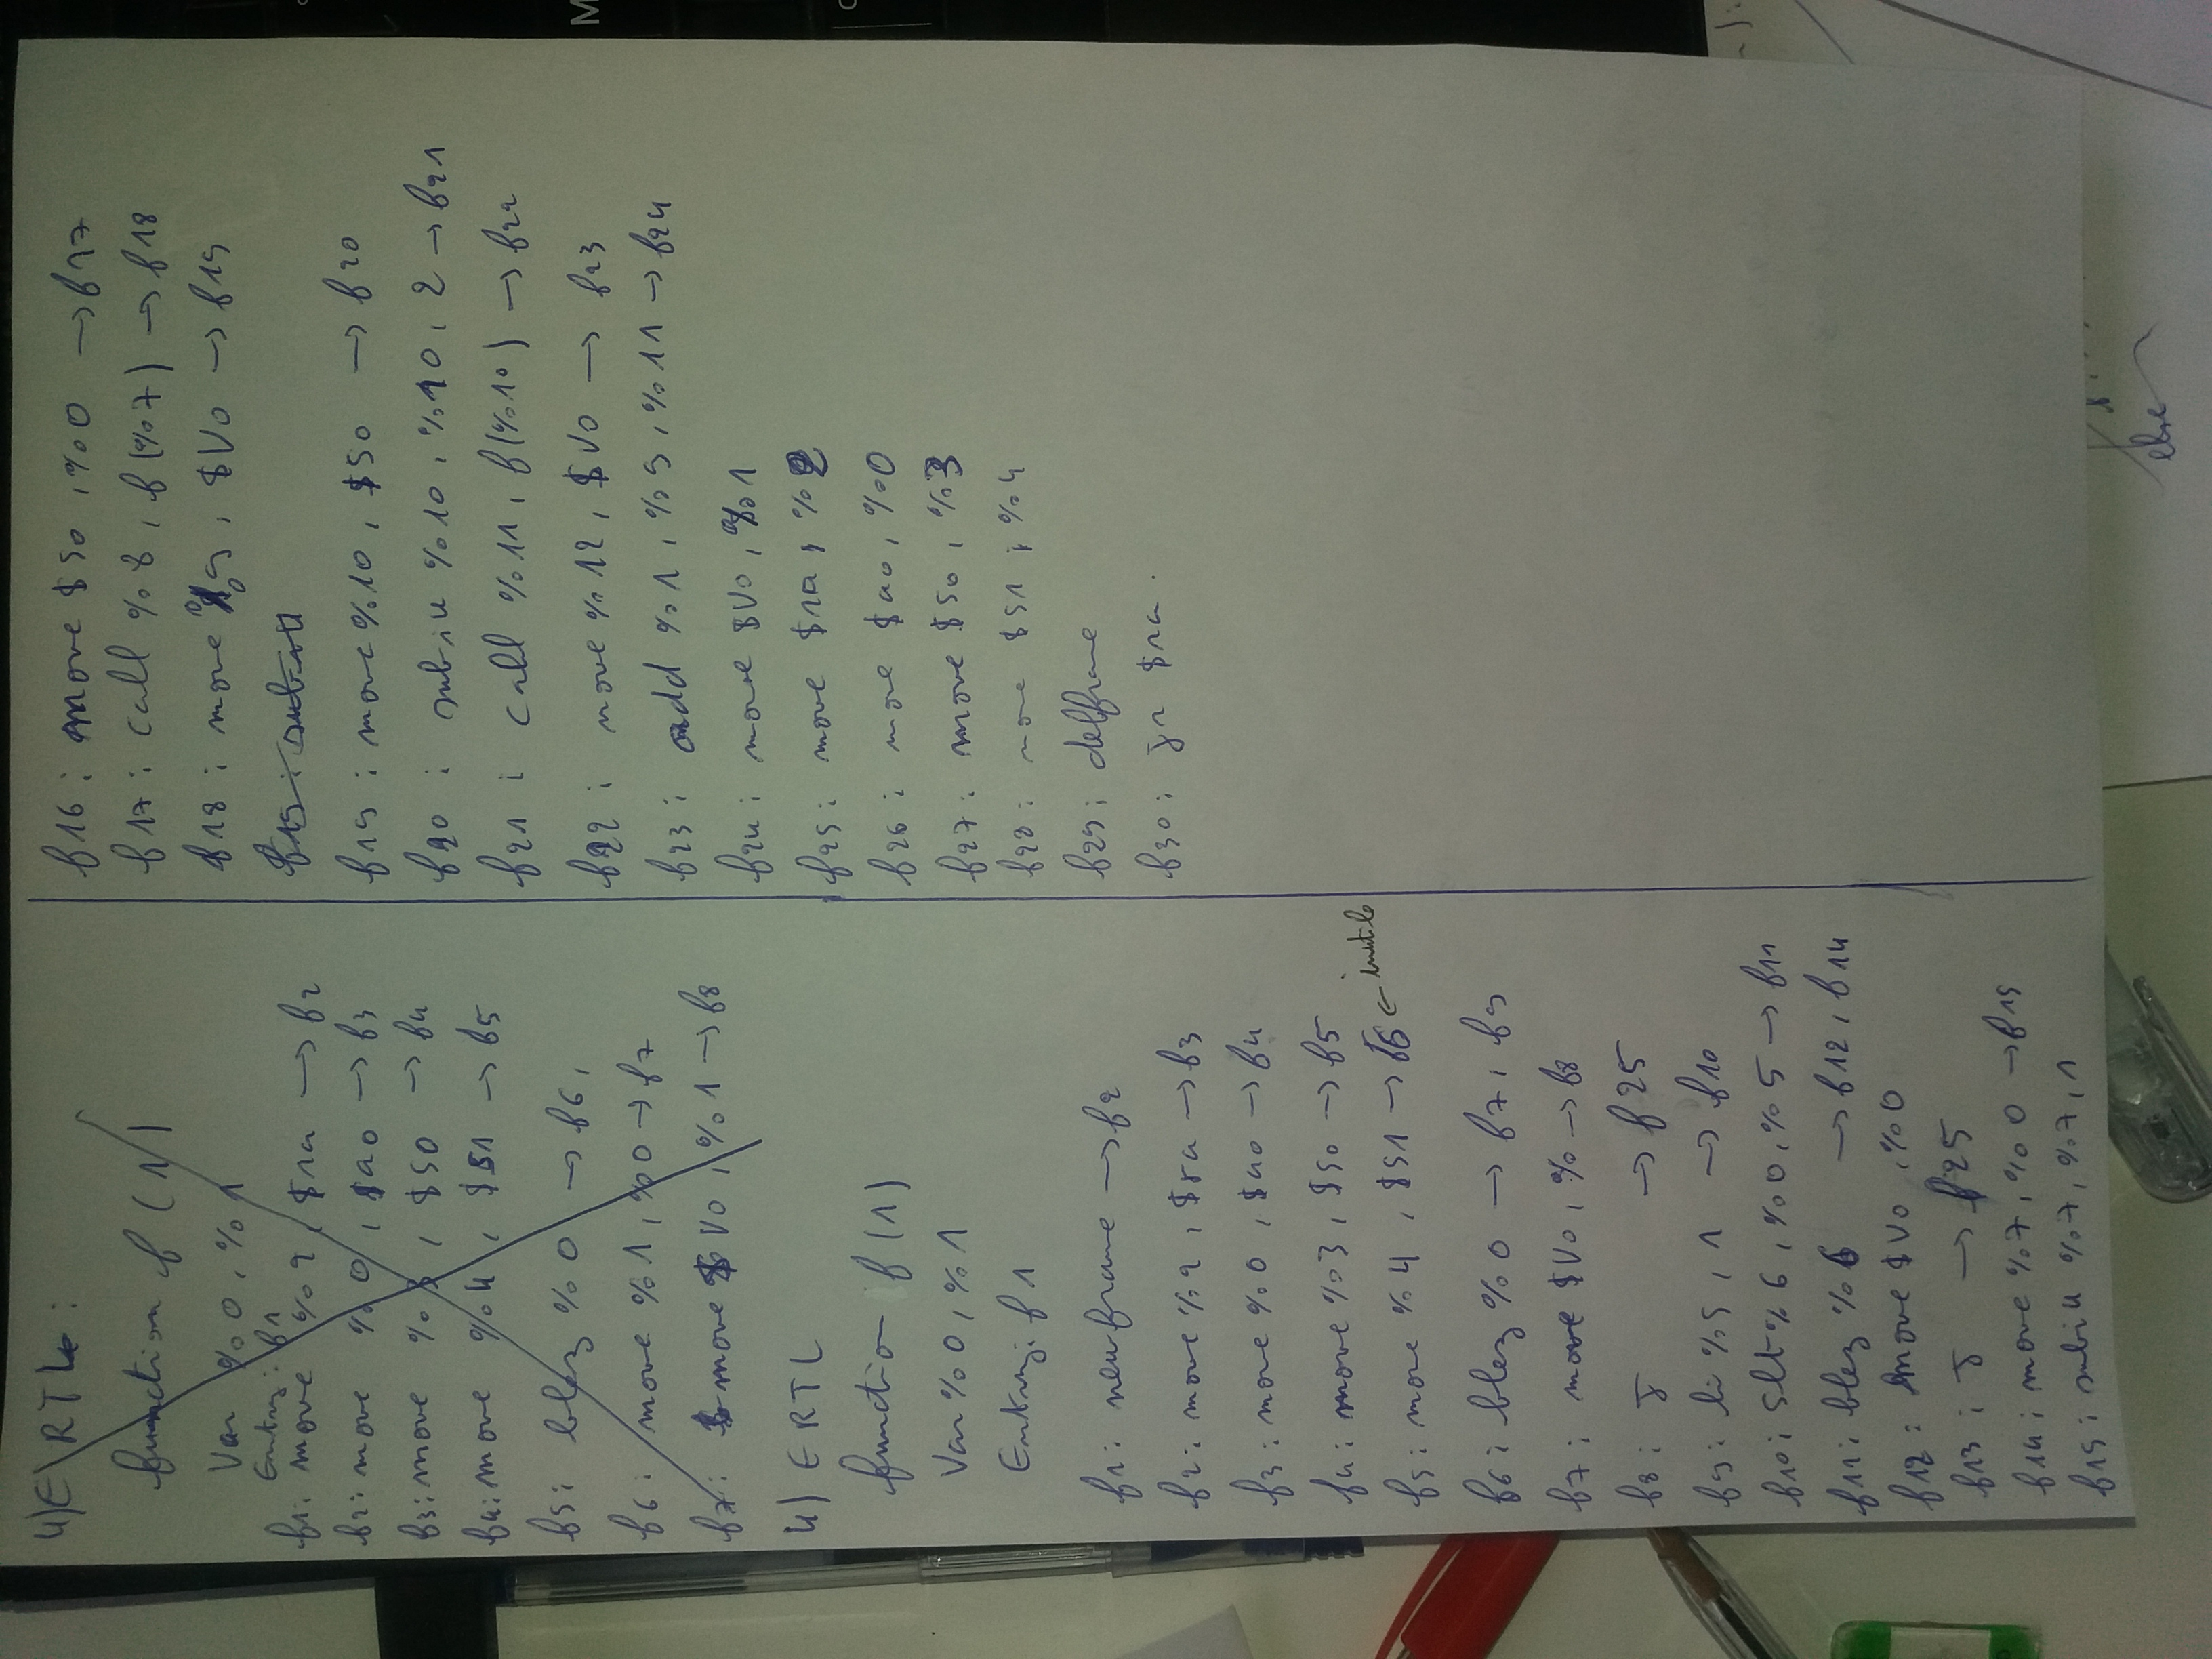 4) ERTL :
function f (1)
Var %0, %1
Entry: f1
f1: move %2, $ra → f2
f2: move %0, $a0 → f3
f3: move %3, $s0 → f4
f4: move %4, $s1 → f5
f5: blez %0 → f6,
f6: move %1, %0 → f7
f7: move $v0, %1 → f8
4) ERTL
function f (1)
Var %0, %1
Entry: f1
f1: newframe → f2
f2: move %2, $ra → f3
f3: move %0, $a0 → f4
f4: move %3, $s0 → f5
f5: move %4, $s1 → f6 ← inutile
f6: blez %0 → f7, f9
f7: move $v0, % → f8
f8: J → f25
f9: li %5, 1 → f10
f10: slt %6, %0, %5 → f11
f11: blez %6 → f12, f14
f12: move $v0, %0
f13: J → f25
f14: move %7, %0 → f15
f15: subiu %7, %7, 1
f16: move $s0, %0 → f17
f17: call %8, f(%7) → f18
f18: move %9, $v0 → f19
f19: subiu
f19: move %10, $s0 → f20
f20: subiu %10, %10, 2 → f21
f21: call %11, f(%10) → f22
f22: move %12, $v0 → f23
f23: add %1, %9, %11 → f24
f24: move $v0, %1
f25: move $ra, %2
f26: move $a0, %0
f27: move $s0, %3
f28: move $s1, %4
f29: delframe
f30: jr $ra.
else